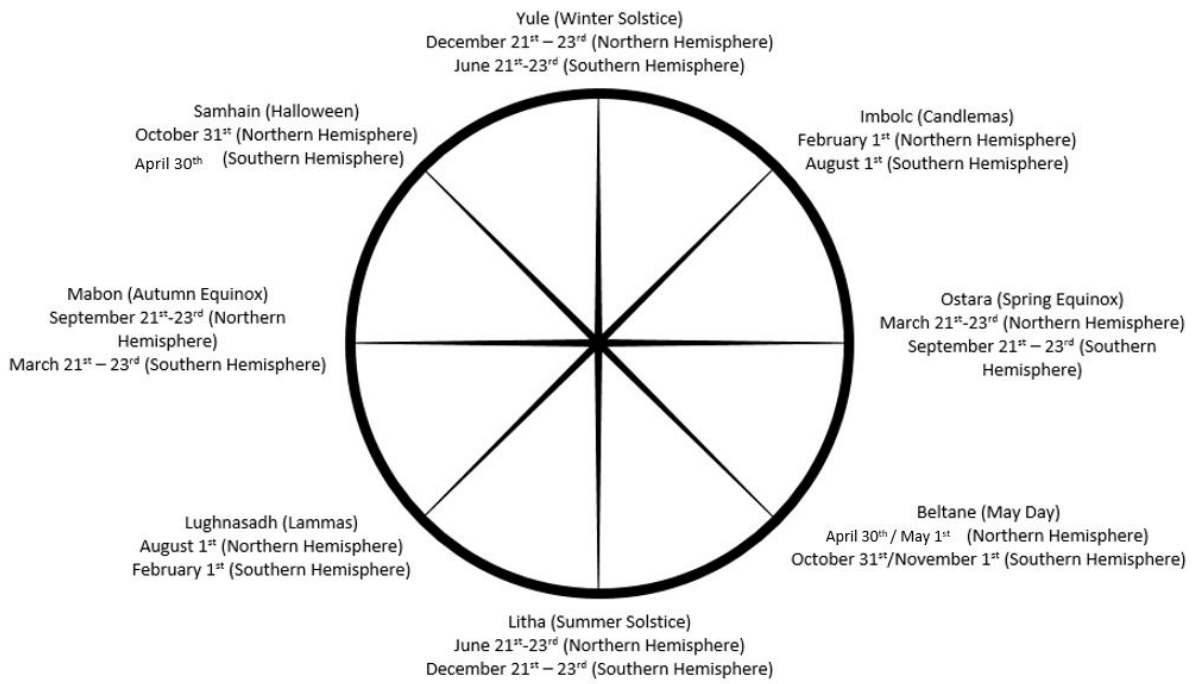 Yule (Winter Solstice)
December 21st – 23rd (Northern Hemisphere)
June 21st-23rd (Southern Hemisphere)
Imbolc (Candlemas)
February 1st (Northern Hemisphere)
August 1st (Southern Hemisphere)
Ostara (Spring Equinox)
March 21st-23rd (Northern Hemisphere)
September 21st – 23rd (Southern
Hemisphere)
Beltane (May Day)
April 30th / May 1st (Northern Hemisphere)
October 31st/November 1st (Southern Hemisphere)
Litha (Summer Solstice)
June 21st-23rd (Northern Hemisphere)
December 21st – 23rd (Southern Hemisphere)
Lughnasadh (Lammas)
August 1st (Northern Hemisphere)
February 1st (Southern Hemisphere)
Mabon (Autumn Equinox)
September 21st-23rd (Northern
Hemisphere)
March 21st – 23rd (Southern Hemisphere)
Samhain (Halloween)
October 31st (Northern Hemisphere)
April 30th (Southern Hemisphere)